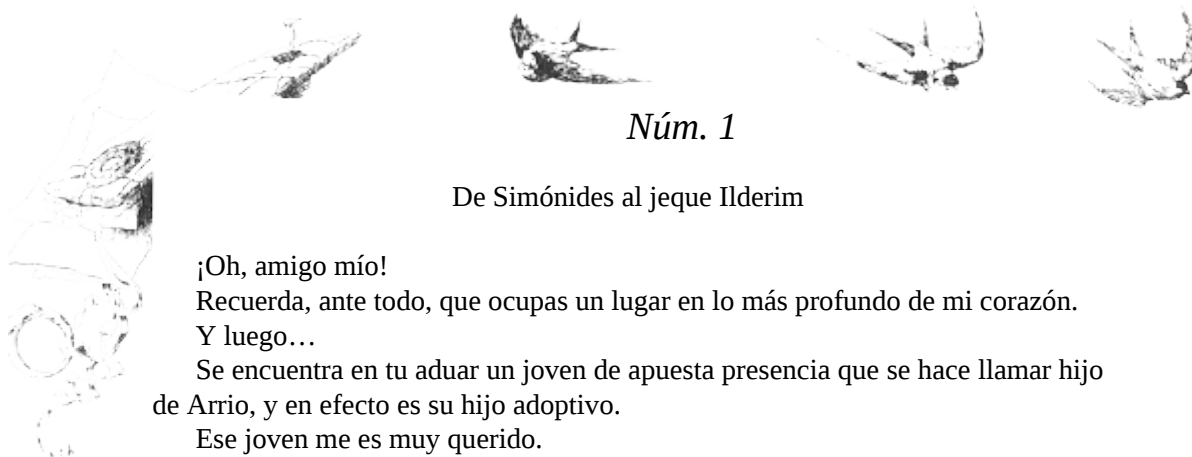 Núm. 1
De Simónides al jeque Ilderim
¡Oh, amigo mío!
Recuerda, ante todo, que ocupas un lugar en lo más profundo de mi corazón.
Y luego…
Se encuentra en tu aduar un joven de apuesta presencia que se hace llamar hijo
de Arrio, y en efecto es su hijo adoptivo.
Ese joven me es muy querido.